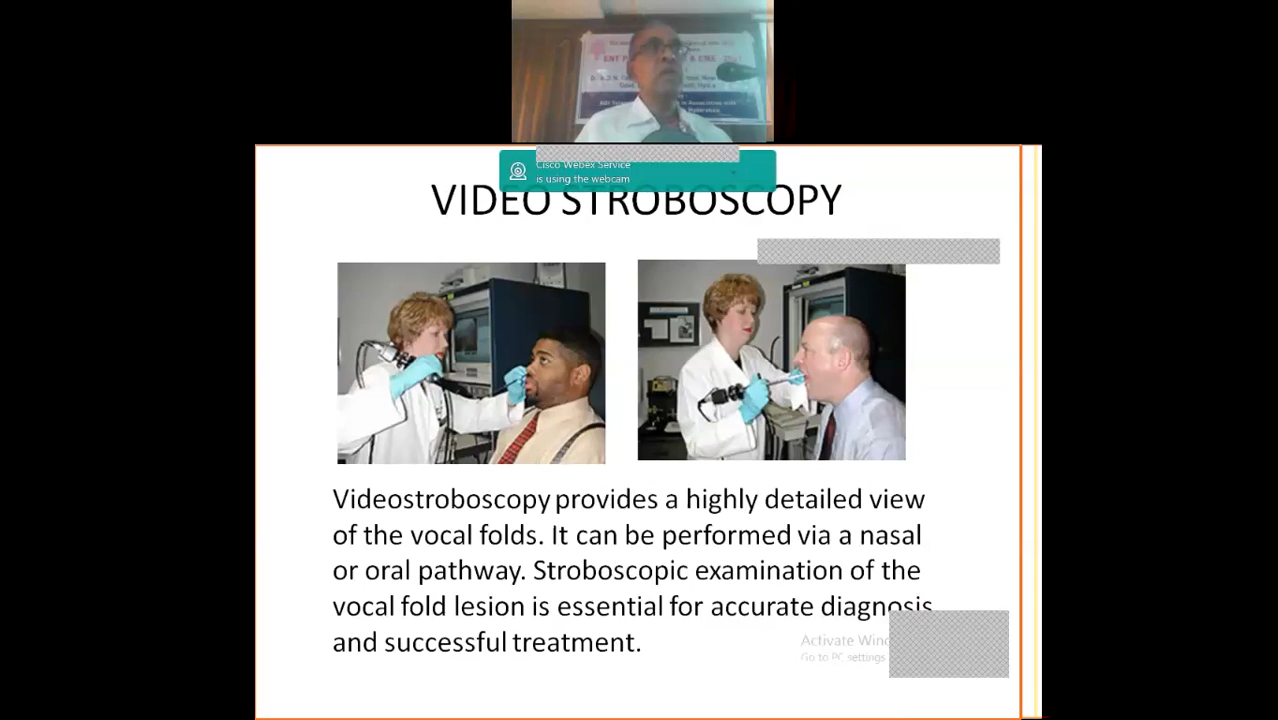 ENT
Cisco Webex Service
is using the webcam
VIDEO STROBOSCOPY
Videostroboscopy provides a highly detailed view
of the vocal folds. It can be performed via a nasal
or oral pathway. Stroboscopic examination of the
vocal fold lesion is essential for accurate diagnosis
and successful treatment.
Activate
Go to PC settings